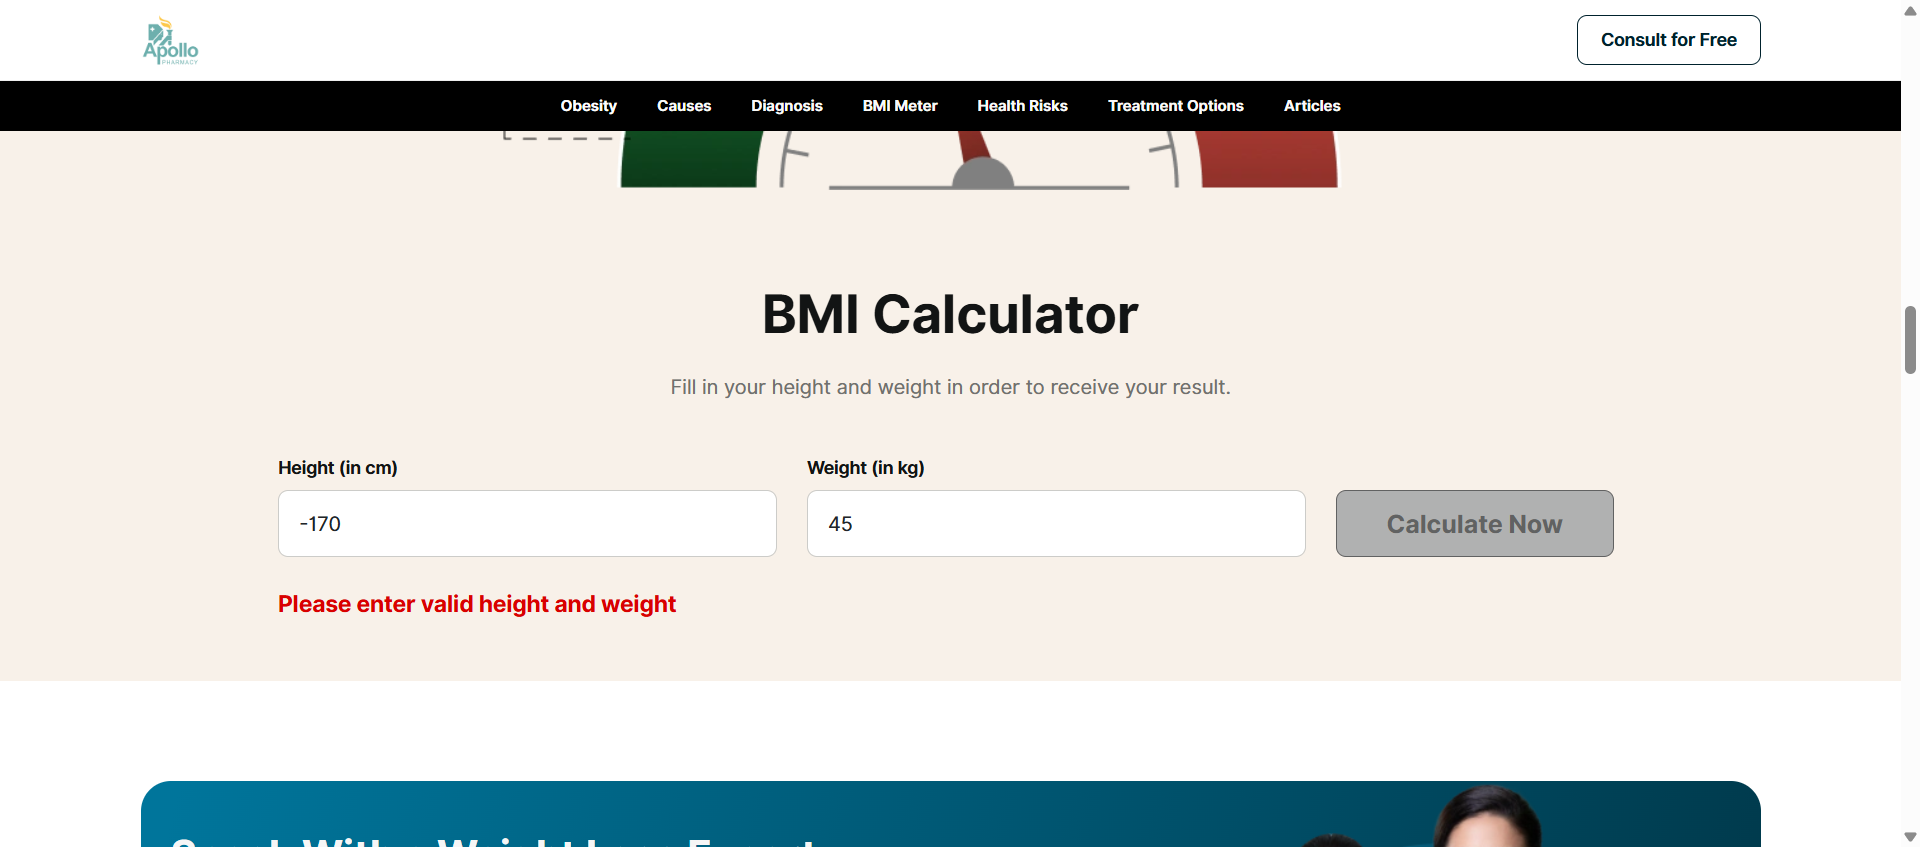 Apollo
PHARMACY
Consult for Free
Obesity Causes Diagnosis BMI Meter Health Risks Treatment Options Articles
BMI Calculator
Fill in your height and weight in order to receive your result.
Height (in cm) Weight (in kg)
-170 45 Calculate Now
Please enter valid height and weight